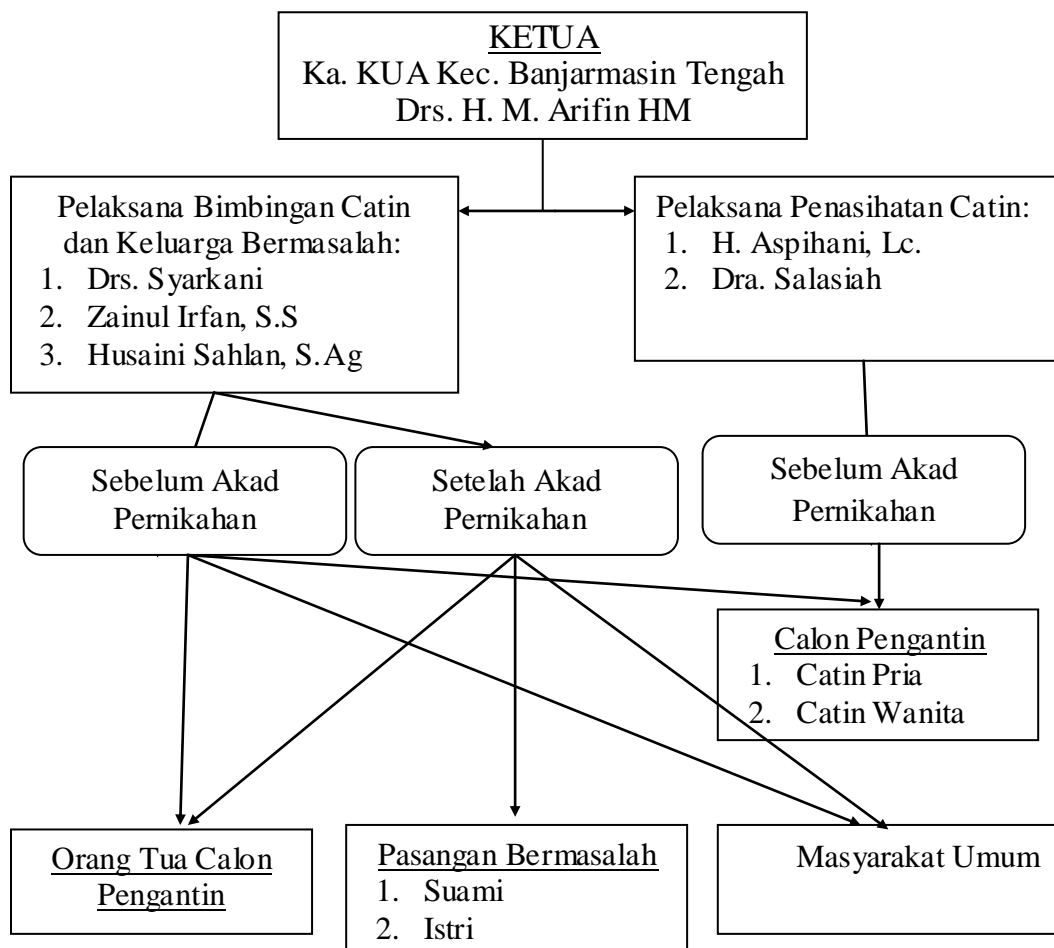 KETUA
Ka. KUA Kec. Banjarmasin Tengah
Drs. H. M. Arifin HM
Pelaksana Bimbingan Catin
dan Keluarga Bermasalah:
1. Drs. Syarkani
2. Zainul Irfan, S.S
3. Husaini Sahlan, S.Ag
Pelaksana Penasihatan Catin:
1. H. Aspihani, Lc.
2. Dra. Salasiah
Sebelum Akad
Pernikahan
Setelah Akad
Pernikahan
Sebelum Akad
Pernikahan
Calon Pengantin
1. Catin Pria
2. Catin Wanita
Orang Tua Calon
Pengantin
Pasangan Bermasalah
1. Suami
2. Istri
Masyarakat Umum